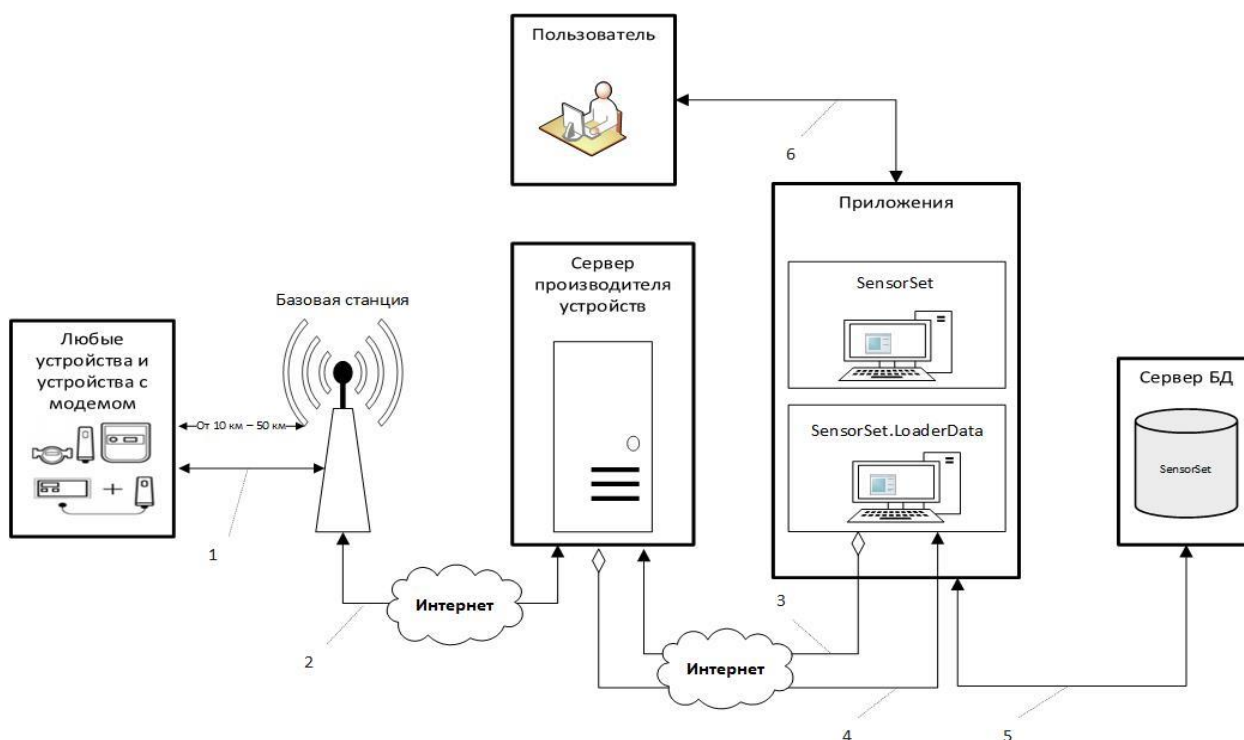 Пользователь
6
Приложения
SensorSet
SensorSet.LoaderData
Сервер
производителя
устройств
Базовая станция
Любые
устройства и
устройства с
модемом
От 10 км – 50 км
1
2
Интернет
Интернет
3
4
5
Сервер БД
SensorSet